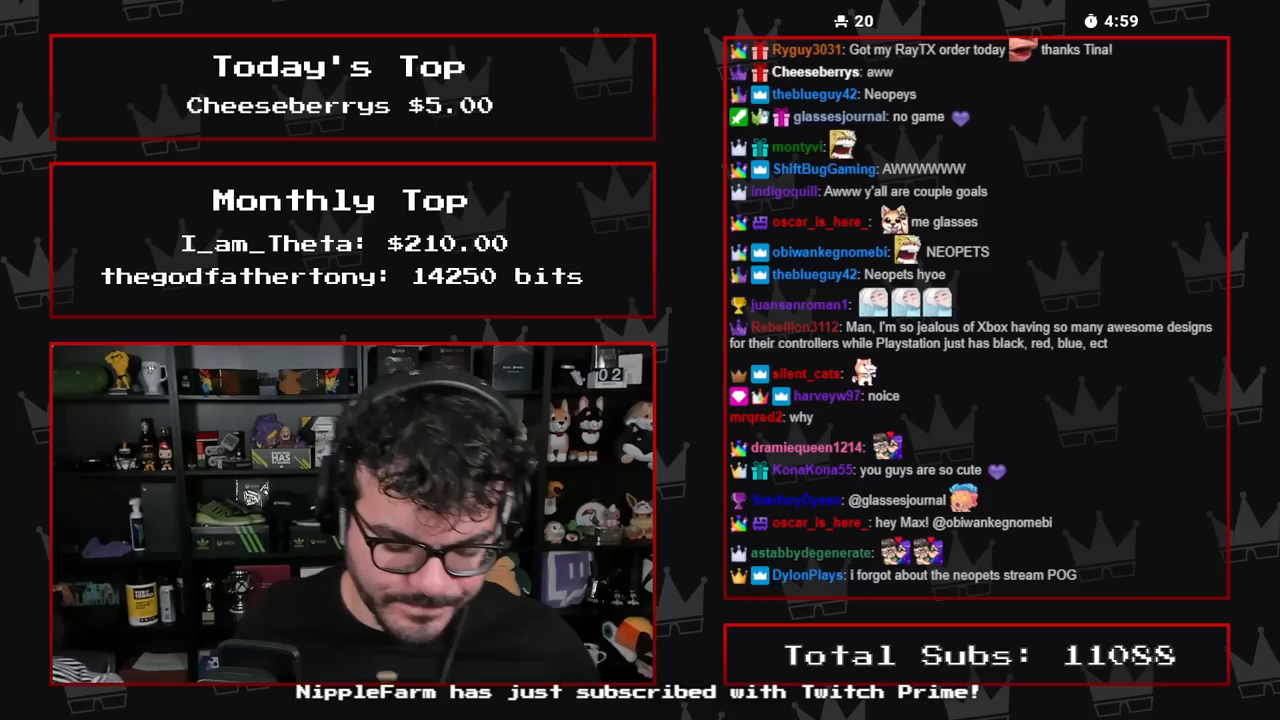 20
4:59
Today's Top
Cheeseberrys $5.00
Monthly Top
I_am_Theta: $210.00
thegodfathertony: 14250 bits
Ryguy3031: Got my RayTX order today thanks Tina!
Cheeseberrys: aww
theblueguy42: Neopeys
glassesjournal: no game
montyvi:
ShiftBugGaming: AWWWWWW
indigoquill: Awww y'all are couple goals
oscar_is_here_: me glasses
obiwankegnomebi: NEOPETS
theblueguy42: Neopets hyoe
juansanroman1:
Rebellion3112: Man, I'm so jealous of Xbox having so many awesome designs
for their controllers while Playstation just has black, red, blue, ect
silent_cats:
harveyw97: noice
mrqred2: why
dramiequeen1214:
KonaKona55: you guys are so cute
@glassesjournal
oscar_is_here_: hey Max! @obiwankegnomebi
astabbydegenerate:
DylonPlays: i forgot about the neopets stream POG
Total Subs: 11088
NippleFarm has just subscribed with Twitch Prime!
02